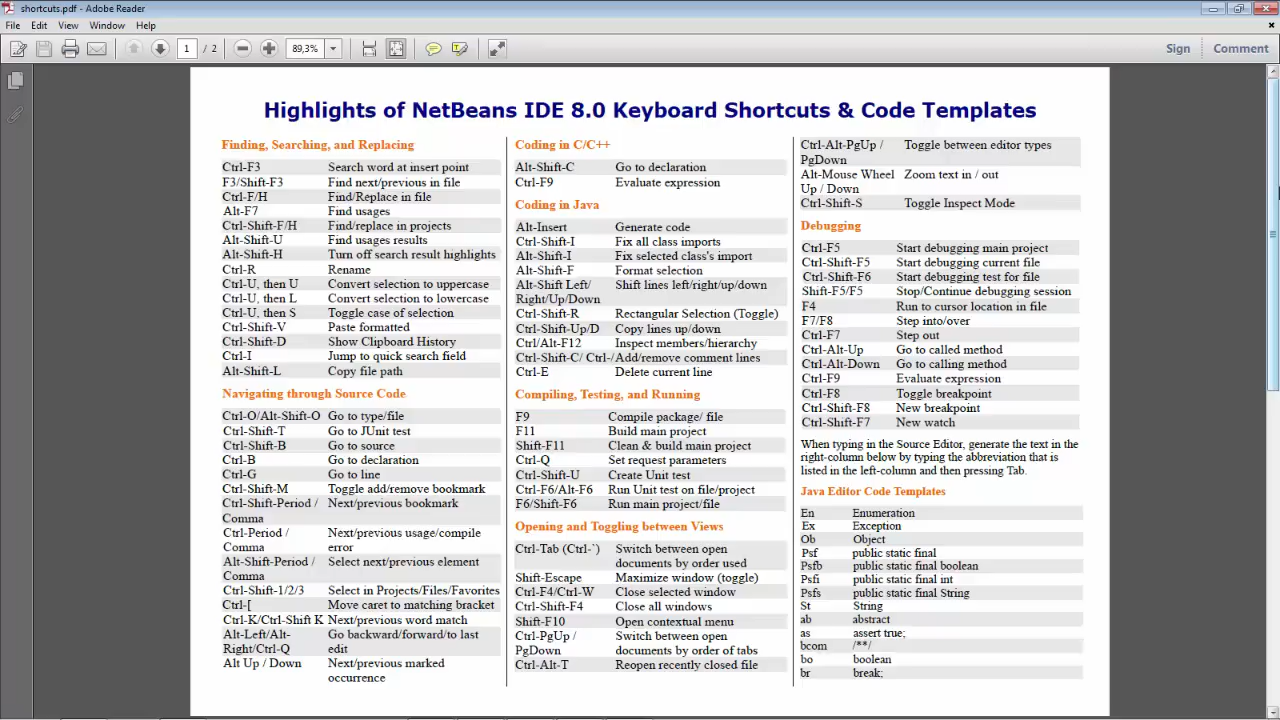 shortcuts.pdf - Adobe Reader
File Edit View Window Help
1 / 2 89,3% Sign Comment
Highlights of NetBeans IDE 8.0 Keyboard Shortcuts & Code Templates
Finding, Searching, and Replacing
Ctrl-F3 Search word at insert point
F3/Shift-F3 Find next/previous in file
Ctrl-F/H Find/Replace in file
Alt-F7 Find usages
Ctrl-Shift-F/H Find/replace in projects
Alt-Shift-U Find usages results
Alt-Shift-H Turn off search result highlights
Ctrl-R Rename
Ctrl-U, then U Convert selection to uppercase
Ctrl-U, then L Convert selection to lowercase
Ctrl-U, then S Toggle case of selection
Ctrl-Shift-V Paste formatted
Ctrl-Shift-D Show Clipboard History
Ctrl-I Jump to quick search field
Alt-Shift-L Copy file path
Navigating through Source Code
Ctrl-O/Alt-Shift-O Go to type/file
Ctrl-Shift-T Go to JUnit test
Ctrl-Shift-B Go to source
Ctrl-B Go to declaration
Ctrl-G Go to line
Ctrl-Shift-M Toggle add/remove bookmark
Ctrl-Shift-Period / Next/previous bookmark
Comma
Ctrl-Period / Next/previous usage/compile
Comma error
Alt-Shift-Period / Select next/previous element
Comma
Ctrl-Shift-1/2/3 Select in Projects/Files/Favorites
Ctrl-[ Move caret to matching bracket
Ctrl-K/Ctrl-Shift K Next/previous word match
Alt-Left/Alt- Go backward/forward/to last
Right/Ctrl-Q edit
Alt Up / Down Next/previous marked
occurrence
Coding in C/C++
Alt-Shift-C Go to declaration
Ctrl-F9 Evaluate expression
Coding in Java
Alt-Insert Generate code
Ctrl-Shift-I Fix all class imports
Alt-Shift-I Fix selected class's import
Alt-Shift-F Format selection
Alt-Shift Left/ Shift lines left/right/up/down
Right/Up/Down
Ctrl-Shift-R Rectangular Selection (Toggle)
Ctrl-Shift-Up/D Copy lines up/down
Ctrl/Alt-F12 Inspect members/hierarchy
Ctrl-Shift-C/ Ctrl-/ Add/remove comment lines
Ctrl-E Delete current line
Compiling, Testing, and Running
F9 Compile package/ file
F11 Build main project
Shift-F11 Clean & build main project
Ctrl-Q Set request parameters
Ctrl-Shift-U Create Unit test
Ctrl-F6/Alt-F6 Run Unit test on file/project
F6/Shift-F6 Run main project/file
Opening and Toggling between Views
Ctrl-Tab (Ctrl-`) Switch between open
documents by order used
Shift-Escape Maximize window (toggle)
Ctrl-F4/Ctrl-W Close selected window
Ctrl-Shift-F4 Close all windows
Shift-F10 Open contextual menu
Ctrl-PgUp / Switch between open
PgDown documents by order of tabs
Ctrl-Alt-T Reopen recently closed file
Ctrl-Alt-PgUp / Toggle between editor types
PgDown
Alt-Mouse Wheel Zoom text in / out
Up / Down
Ctrl-Shift-S Toggle Inspect Mode
Debugging
Ctrl-F5 Start debugging main project
Ctrl-Shift-F5 Start debugging current file
Ctrl-Shift-F6 Start debugging test for file
Shift-F5/F5 Stop/Continue debugging session
F4 Run to cursor location in file
F7/F8 Step into/over
Ctrl-F7 Step out
Ctrl-Alt-Up Go to called method
Ctrl-Alt-Down Go to calling method
Ctrl-F9 Evaluate expression
Ctrl-F8 Toggle breakpoint
Ctrl-Shift-F8 New breakpoint
Ctrl-Shift-F7 New watch
When typing in the Source Editor, generate the text in the
right-column below by typing the abbreviation that is
listed in the left-column and then pressing Tab.
Java Editor Code Templates
En Enumeration
Ex Exception
Ob Object
Psf public static final
Psfb public static final boolean
Psfi public static final int
Psfs public static final String
St String
ab abstract
as assert true;
bcom /**/
bo boolean
br break;